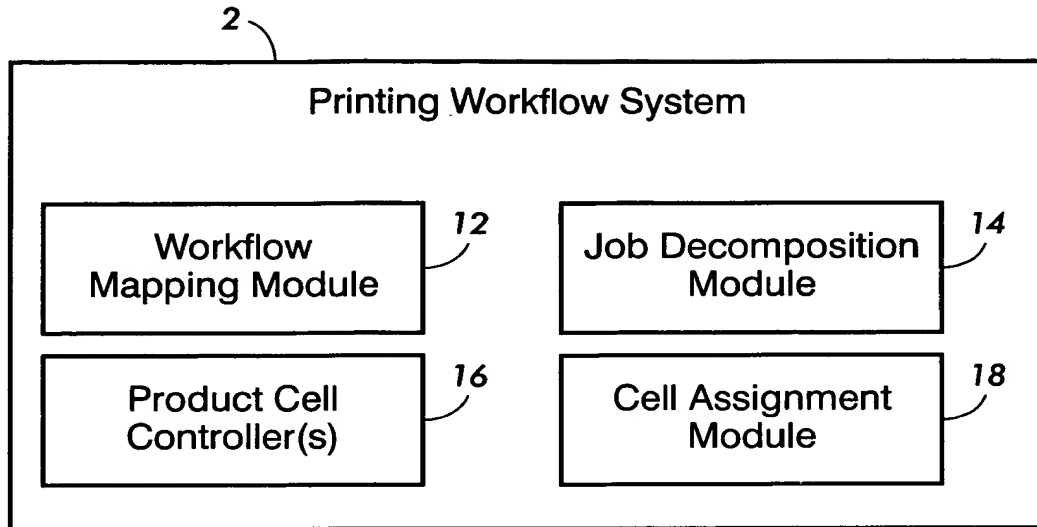 2
Printing Workflow System
Workflow
Mapping Module
12
Job Decomposition
Module
14
Product Cell
Controller(s)
16
Cell Assignment
Module
18